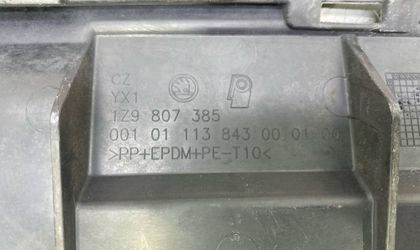 CZ
YX1
1Z9 807 385
001 01 113 843 00 01 00
>PP+EPDM+PE-T10<